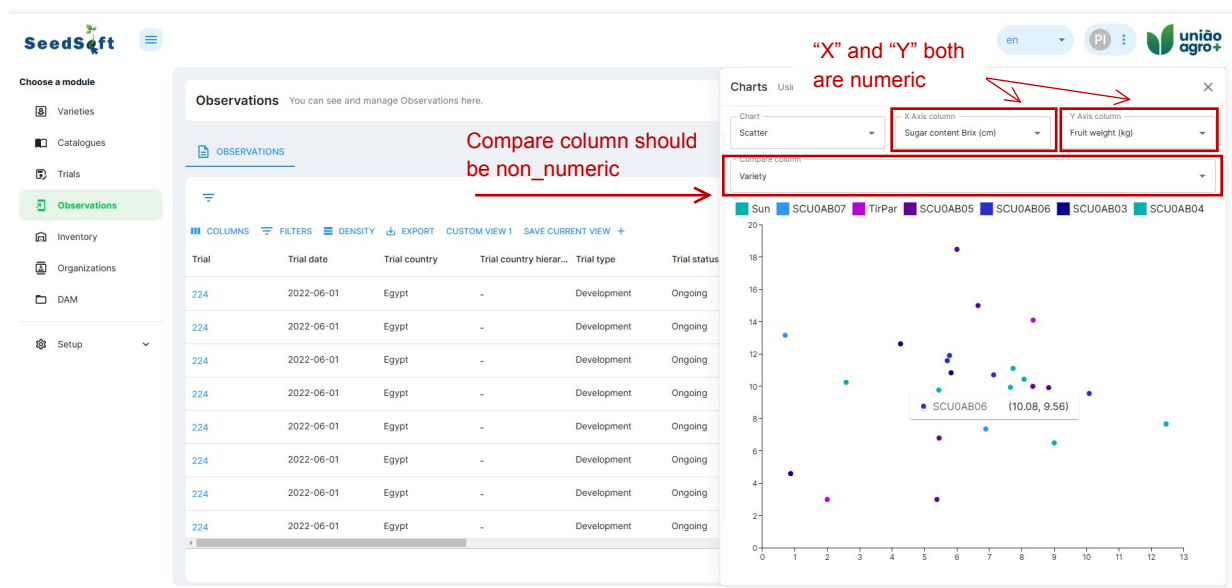 SeedSoft
en
PI
união
agro+
"X" and "Y" both
are numeric
Choose a module
Varieties
Catalogues
Trials
Observations
Inventory
Organizations
DAM
Setup
Observations You can see and manage Observations here.
OBSERVATIONS
Compare column should
be non_numeric
COLUMNS FILTERS DENSITY EXPORT CUSTOM VIEW 1 SAVE CURRENT VIEW +
Trial Trial date Trial country Trial country hierar... Trial type Trial status
224 2022-06-01 Egypt - Development Ongoing
224 2022-06-01 Egypt - Development Ongoing
224 2022-06-01 Egypt - Development Ongoing
224 2022-06-01 Egypt - Development Ongoing
224 2022-06-01 Egypt - Development Ongoing
224 2022-06-01 Egypt - Development Ongoing
224 2022-06-01 Egypt - Development Ongoing
224 2022-06-01 Egypt - Development Ongoing
Charts
Chart
Scatter
X Axis column
Sugar content Brix (cm)
Y Axis column
Fruit weight (kg)
Compare column
Variety
Sun SCU0AB07 TirPar SCU0AB05 SCU0AB06 SCU0AB03 SCU0AB04
20
18
16
14
12
10
8
6
4
2
0
SCU0AB06 (10.08, 9.56)
0 1 2 3 4 5 6 7 8 9 10 11 12 13